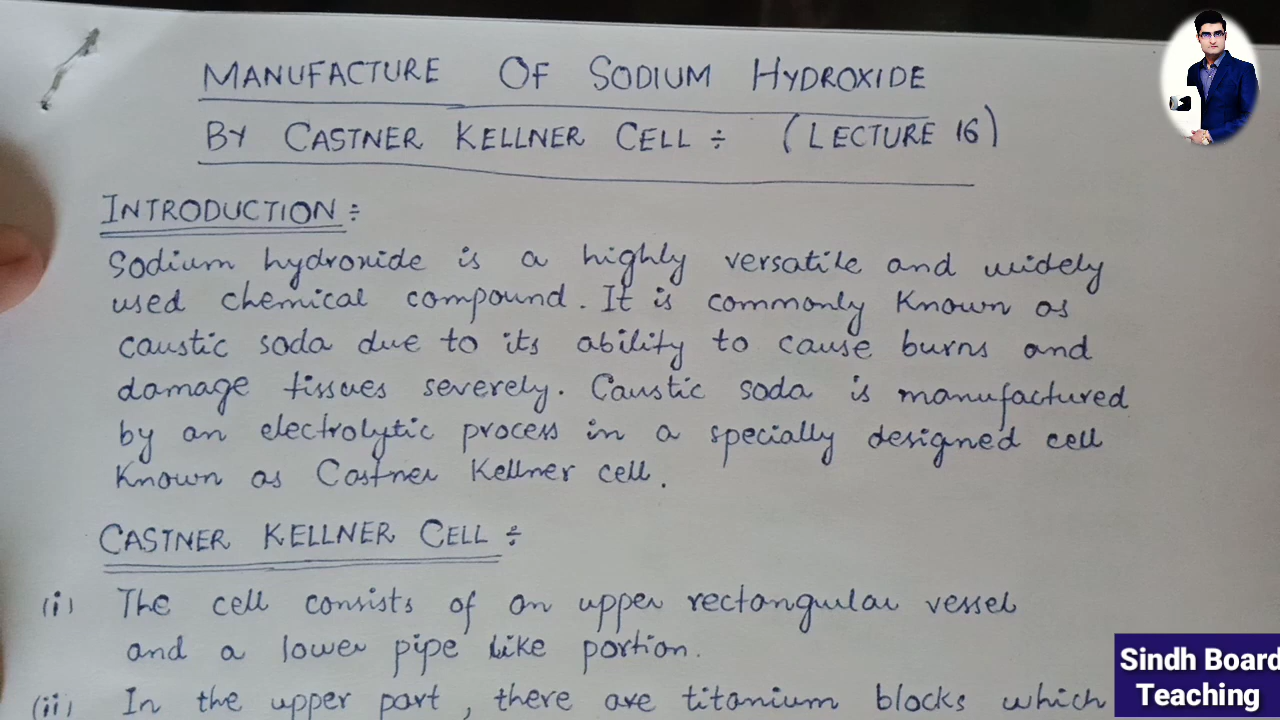 MANUFACTURE OF SODIUM HYDROXIDE
BY CASTNER KELLNER CELL ÷ (LECTURE 16)
INTRODUCTION ÷
Sodium hydroxide is a highly versatile and widely
used chemical compound. It is commonly known as
caustic soda due to its ability to cause burns and
damage tissues severely. Caustic soda is manufactured
by an electrolytic process in a specially designed cell
known as Castner Kellner cell.
CASTNER KELLNER CELL ÷
(i) The cell consists of an upper rectangular vessel
and a lower pipe like portion.
(ii) In the upper part, there are titanium blocks which
Sindh Board
Teaching